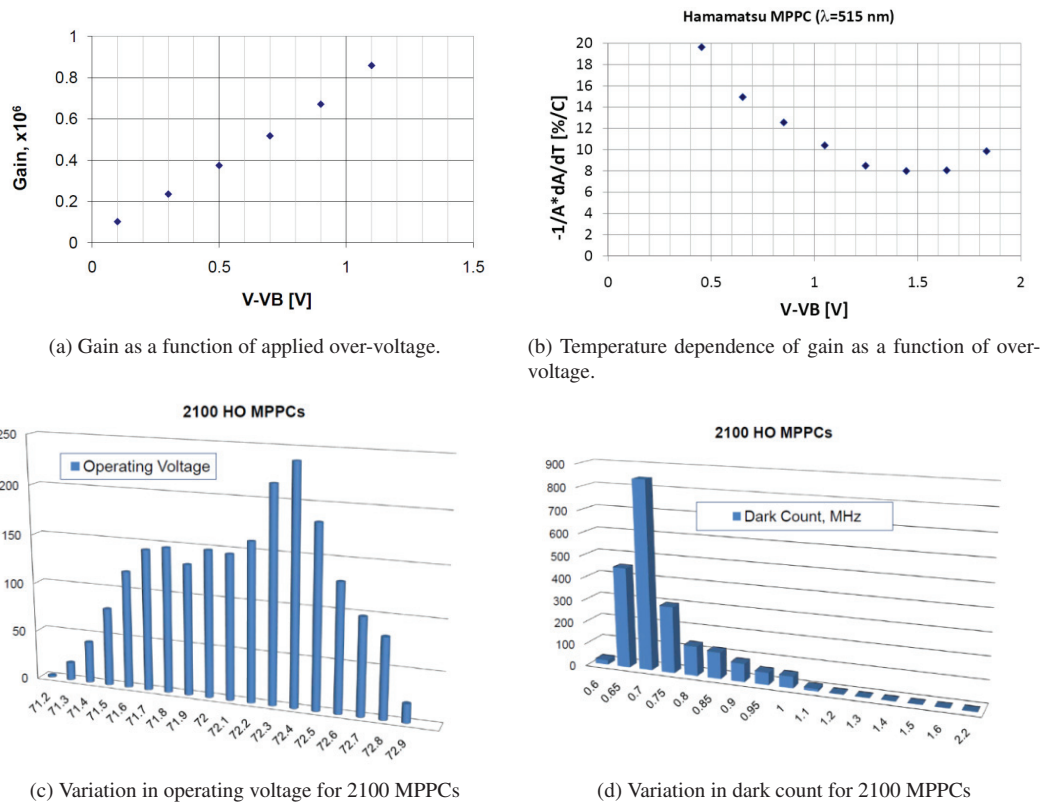 1
0.8
0.6
0.4
0.2
0
Gain, x10⁶
0 0.5 1 1.5
V-VB [V]
(a) Gain as a function of applied over-voltage.
Hamamatsu MPPC (λ=515 nm)
20
18
16
14
12
10
8
6
4
2
0
-1/A*dA/dT [%/C]
0 0.5 1 1.5 2
V-VB [V]
(b) Temperature dependence of gain as a function of over-
voltage.
2100 HO MPPCs
250
200
150
100
50
0
Operating Voltage
71.2 71.3 71.4 71.5 71.6 71.7 71.8 71.9 72 72.1 72.2 72.3 72.4 72.5 72.6 72.7 72.8 72.9
(c) Variation in operating voltage for 2100 MPPCs
2100 HO MPPCs
900
800
700
600
500
400
300
200
100
0
Dark Count, MHz
0.6 0.65 0.7 0.75 0.8 0.85 0.9 0.95 1 1.1 1.2 1.3 1.4 1.5 1.6 2.2
(d) Variation in dark count for 2100 MPPCs